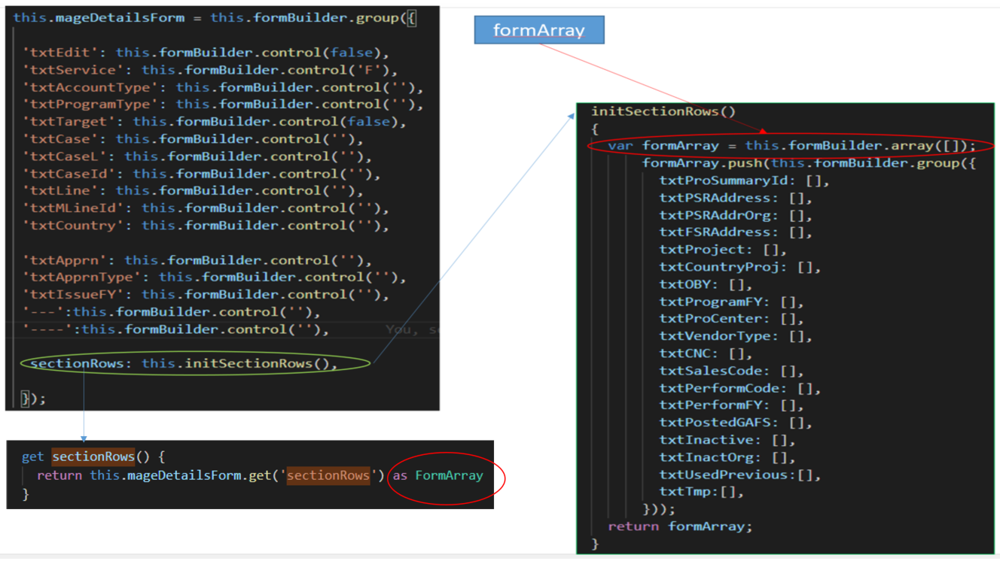 this.mageDetailsForm = this.formBuilder.group({
'txtEdit': this.formBuilder.control(false),
'txtService': this.formBuilder.control('F'),
'txtAccountType': this.formBuilder.control(''),
'txtProgramType': this.formBuilder.control(''),
'txtTarget': this.formBuilder.control(false),
'txtCase': this.formBuilder.control(''),
'txtCaseL': this.formBuilder.control(''),
'txtCaseId': this.formBuilder.control(''),
'txtLine': this.formBuilder.control(''),
'txtMLineId': this.formBuilder.control(''),
'txtCountry': this.formBuilder.control(''),
'txtApprn': this.formBuilder.control(''),
'txtApprnType': this.formBuilder.control(''),
'txtIssueFY': this.formBuilder.control(''),
'---':this.formBuilder.control(''),
'----':this.formBuilder.control(''), You,
sectionRows: this.initSectionRows(),
});
get sectionRows() {
return this.mageDetailsForm.get('sectionRows') as FormArray
}
formArray
initSectionRows()
{
var formArray = this.formBuilder.array([]);
formArray.push(this.formBuilder.group({
txtProSummaryId: [],
txtPSRAddress: [],
txtPSRAddrOrg: [],
txtFSRAddress: [],
txtProject: [],
txtCountryProj: [],
txtOBY: [],
txtProgramFY: [],
txtProCenter: [],
txtVendorType: [],
txtCNC: [],
txtSalesCode: [],
txtPerformCode: [],
txtPerformFY: [],
txtPostedGAFS: [],
txtInactive: [],
txtInactOrg: [],
txtUsedPrevious:[],
txtTmp:[],
}));
return formArray;
}